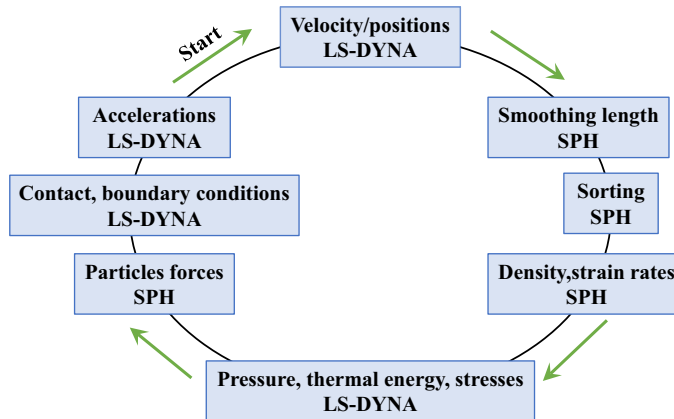 Start
Velocity/positions
LS-DYNA
Smoothing length
SPH
Sorting
SPH
Density,strain rates
SPH
Pressure, thermal energy, stresses
LS-DYNA
Particles forces
SPH
Contact, boundary conditions
LS-DYNA
Accelerations
LS-DYNA